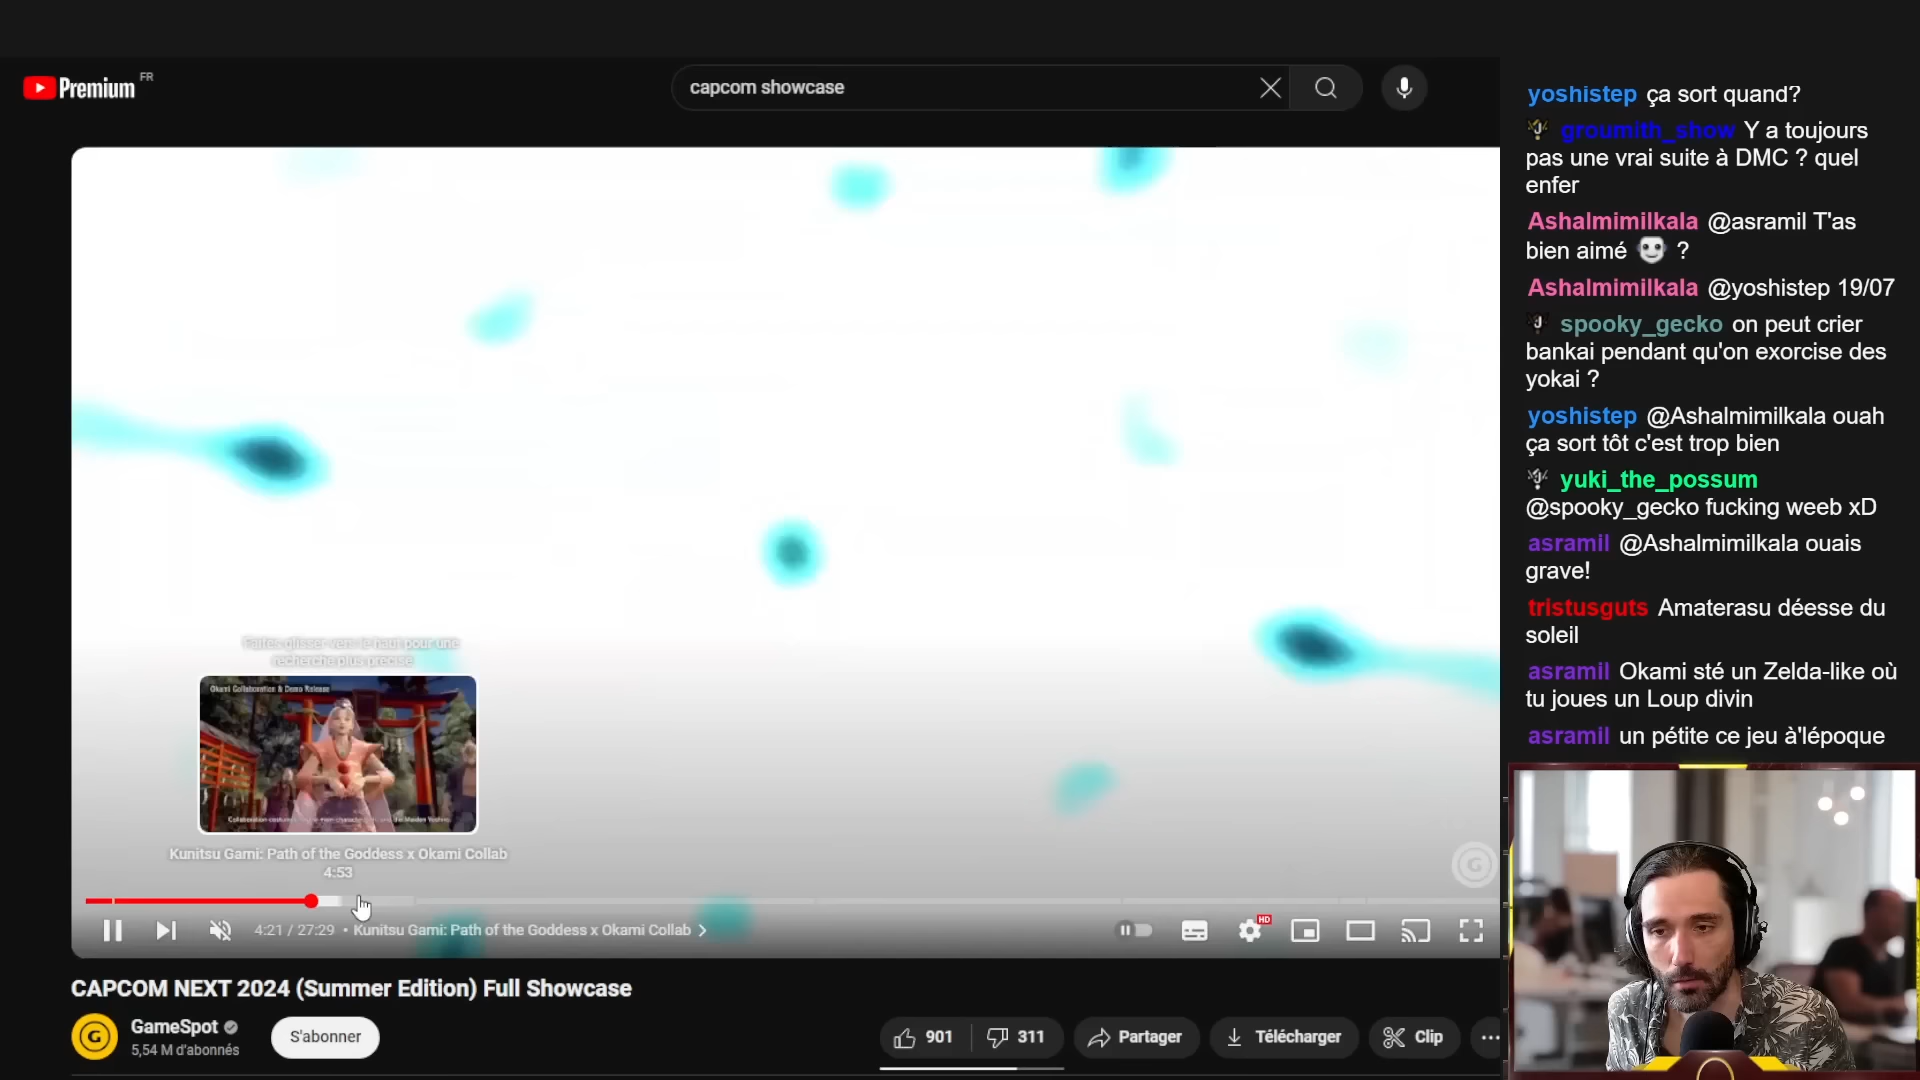 Premium FR
capcom showcase
Faites glisser vers le haut pour une
recherche plus précise
Okami Collaboration & Demo Release
Kunitsu Gami: Path of the Goddess x Okami Collab
4:53
4:21 / 27:29 • Kunitsu Gami: Path of the Goddess x Okami Collab
HD
CAPCOM NEXT 2024 (Summer Edition) Full Showcase
GameSpot
5,54 M d'abonnés
S'abonner
901
311
Partager
Télécharger
Clip
yoshistep ça sort quand?
groumith_show Y a toujours
pas une vrai suite à DMC ? quel
enfer
Ashalmimilkala @asramil T'as
bien aimé ?
Ashalmimilkala @yoshistep 19/07
spooky_gecko on peut crier
bankai pendant qu'on exorcise des
yokai ?
yoshistep @Ashalmimilkala ouah
ça sort tôt c'est trop bien
yuki_the_possum
@spooky_gecko fucking weeb xD
asramil @Ashalmimilkala ouais
grave!
tristusguts Amaterasu déesse du
soleil
asramil Okami sté un Zelda-like où
tu joues un Loup divin
asramil un pétite ce jeu à'lépoque